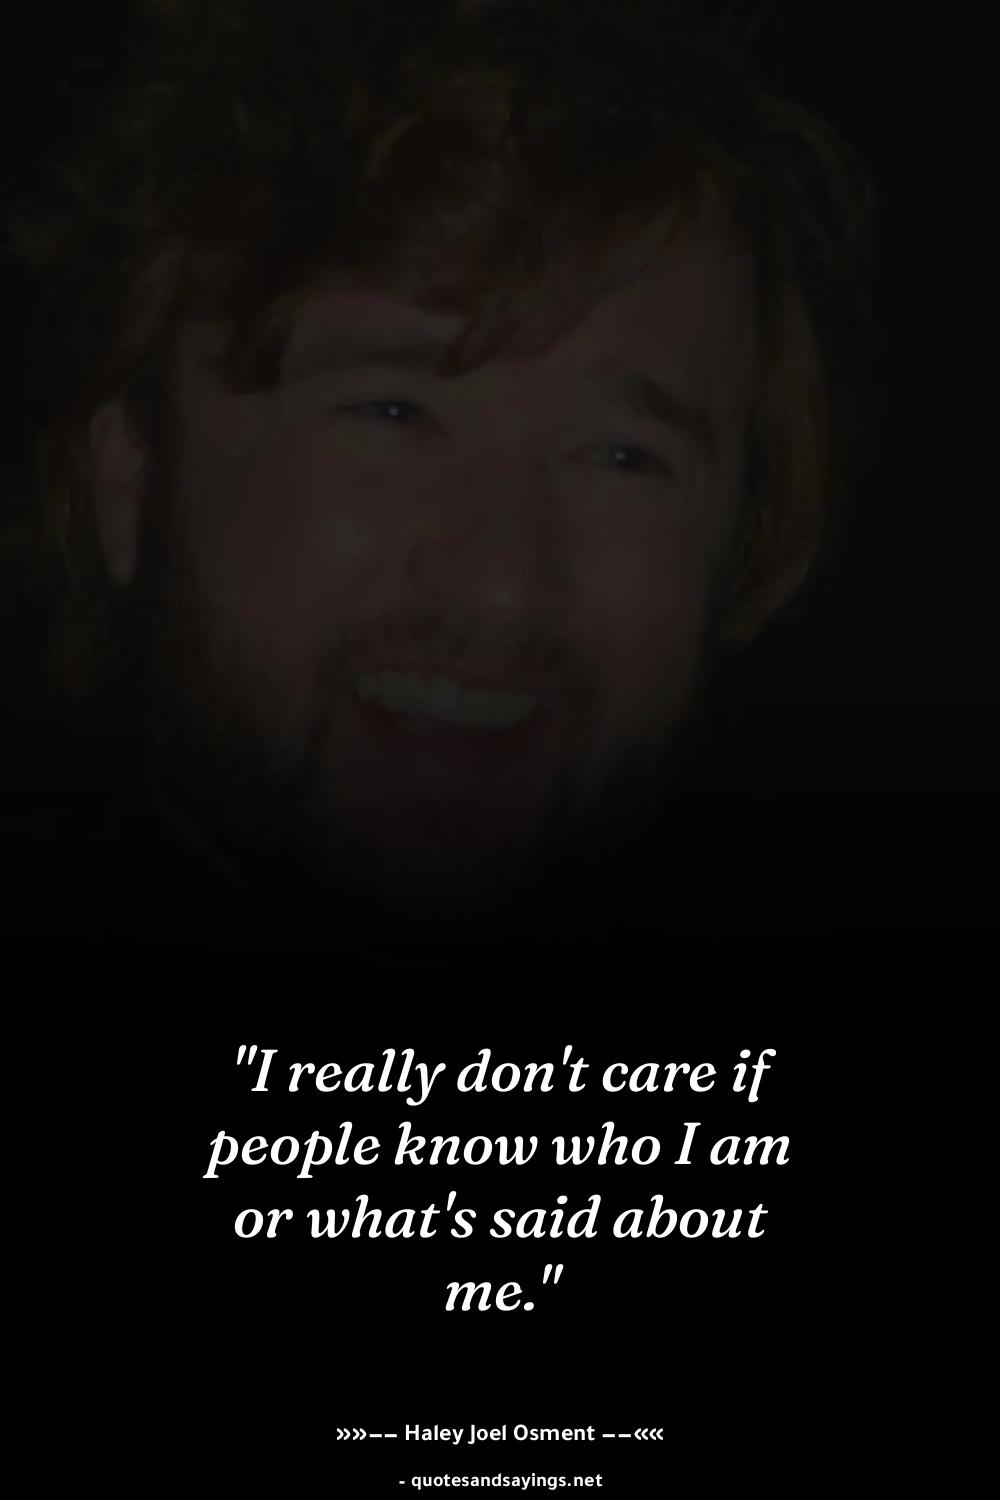 "I really don't care if
people know who I am
or what's said about
me."
»»-- Haley Joel Osment --««
- quotesandsayings.net